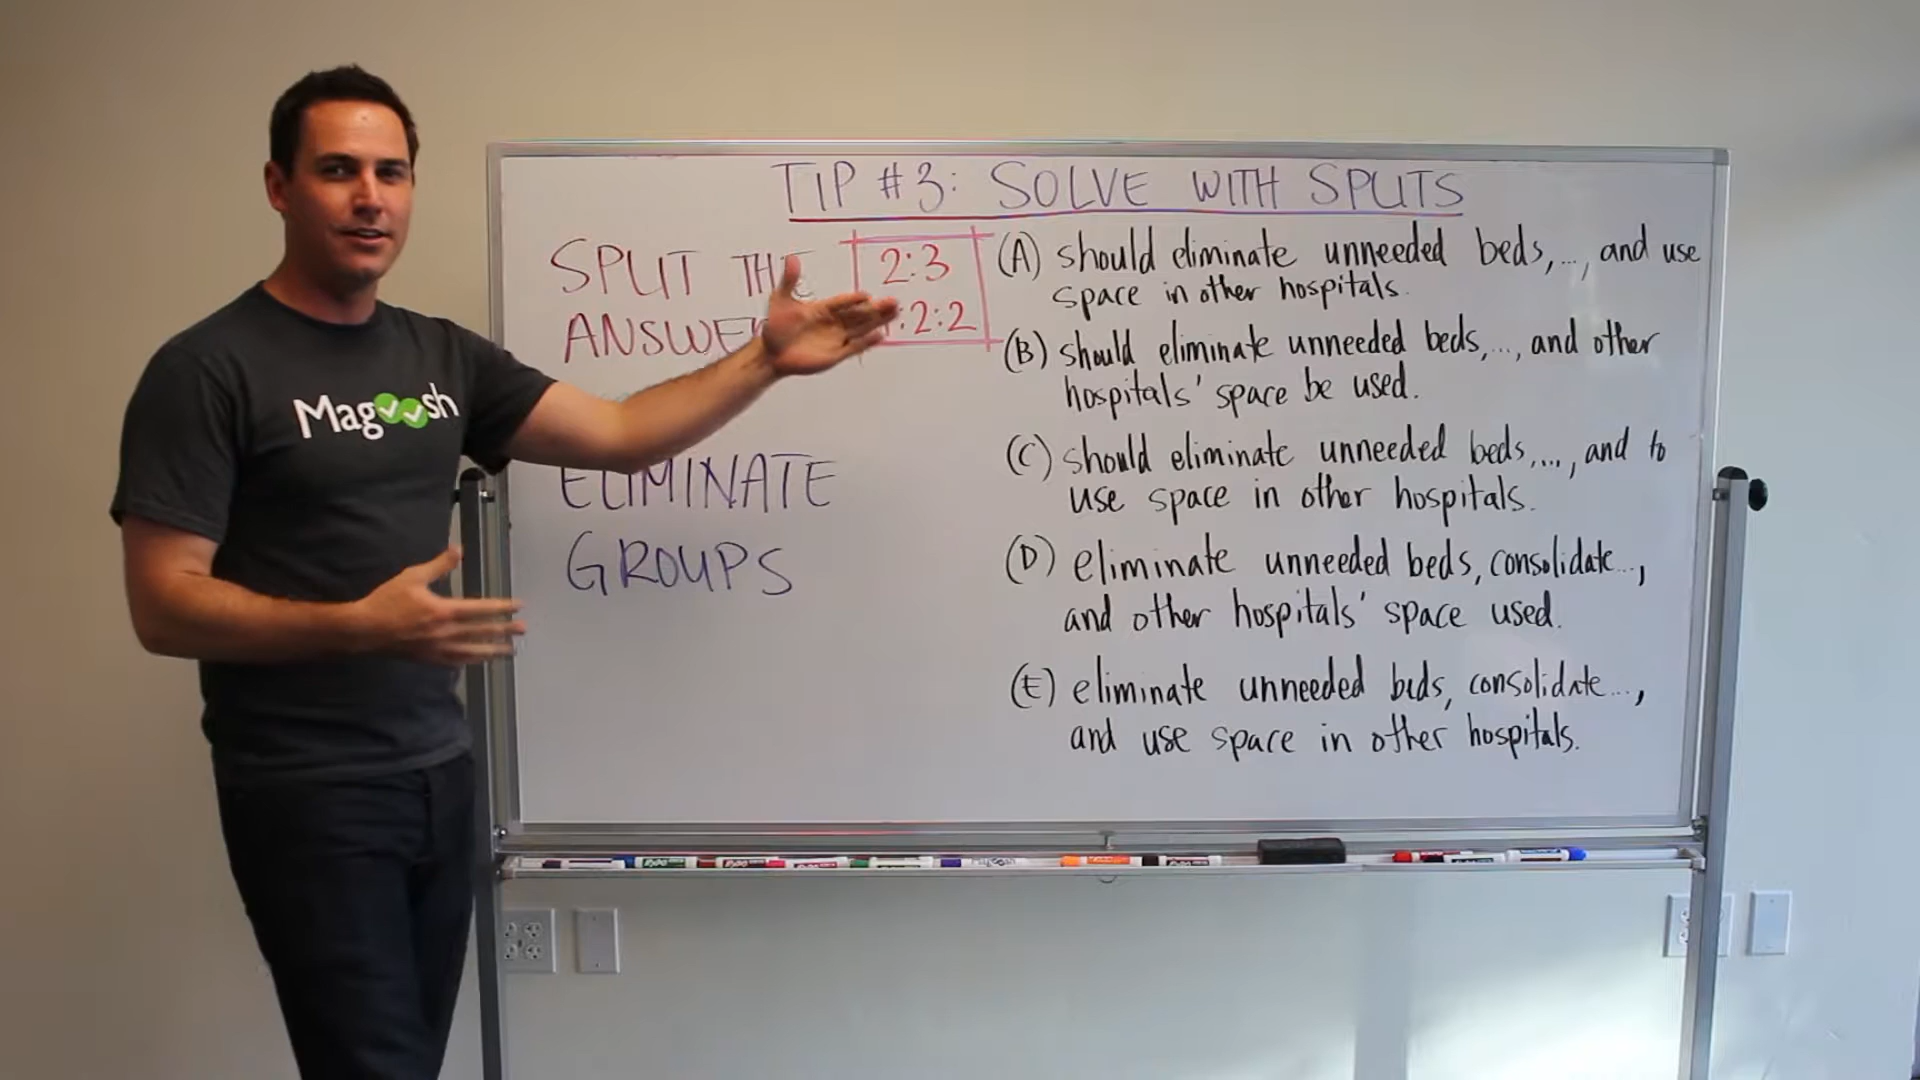 TIP #3: SOLVE WITH SPLITS
SPLIT THE
ANSWE
2:3
:2:2
ELIMINATE
GROUPS
(A) should eliminate unneeded beds,..., and use
space in other hospitals.
(B) should eliminate unneeded beds,..., and other
hospitals' space be used.
(C) should eliminate unneeded beds,..., and to
use space in other hospitals.
(D) eliminate unneeded beds, consolidate...,
and other hospitals' space used.
(E) eliminate unneeded beds, consolidate...,
and use space in other hospitals.
Magoosh